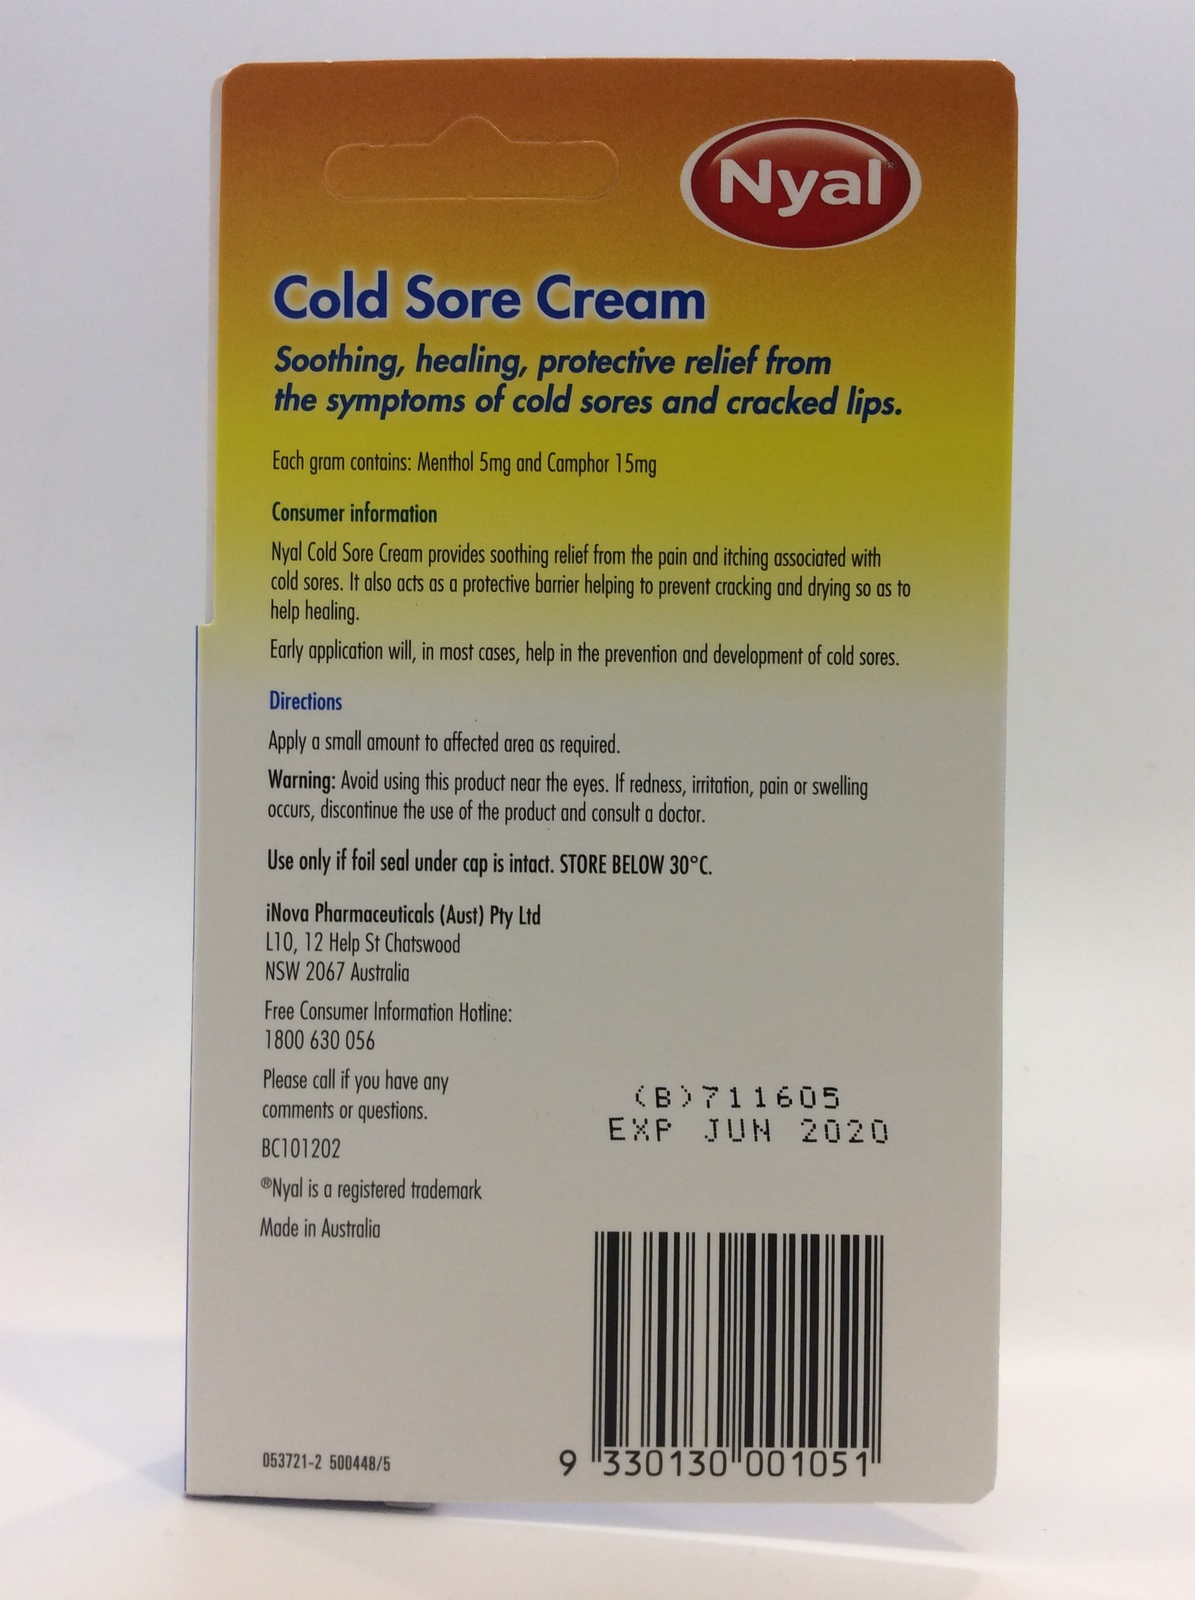 Nyal®
Cold Sore Cream
Soothing, healing, protective relief from
the symptoms of cold sores and cracked lips.
Each gram contains: Menthol 5mg and Camphor 15mg
Consumer information
Nyal Cold Sore Cream provides soothing relief from the pain and itching associated with
cold sores. It also acts as a protective barrier helping to prevent cracking and drying so as to
help healing.
Early application will, in most cases, help in the prevention and development of cold sores.
Directions
Apply a small amount to affected area as required.
Warning: Avoid using this product near the eyes. If redness, irritation, pain or swelling
occurs, discontinue the use of the product and consult a doctor.
Use only if foil seal under cap is intact. STORE BELOW 30°C.
iNova Pharmaceuticals (Aust) Pty Ltd
L10, 12 Help St Chatswood
NSW 2067 Australia
Free Consumer Information Hotline:
1800 630 056
Please call if you have any
comments or questions.
BC101202
®Nyal is a registered trademark
Made in Australia
(B)711605
EXP JUN 2020
053721-2 500448/5
9 330130 001051